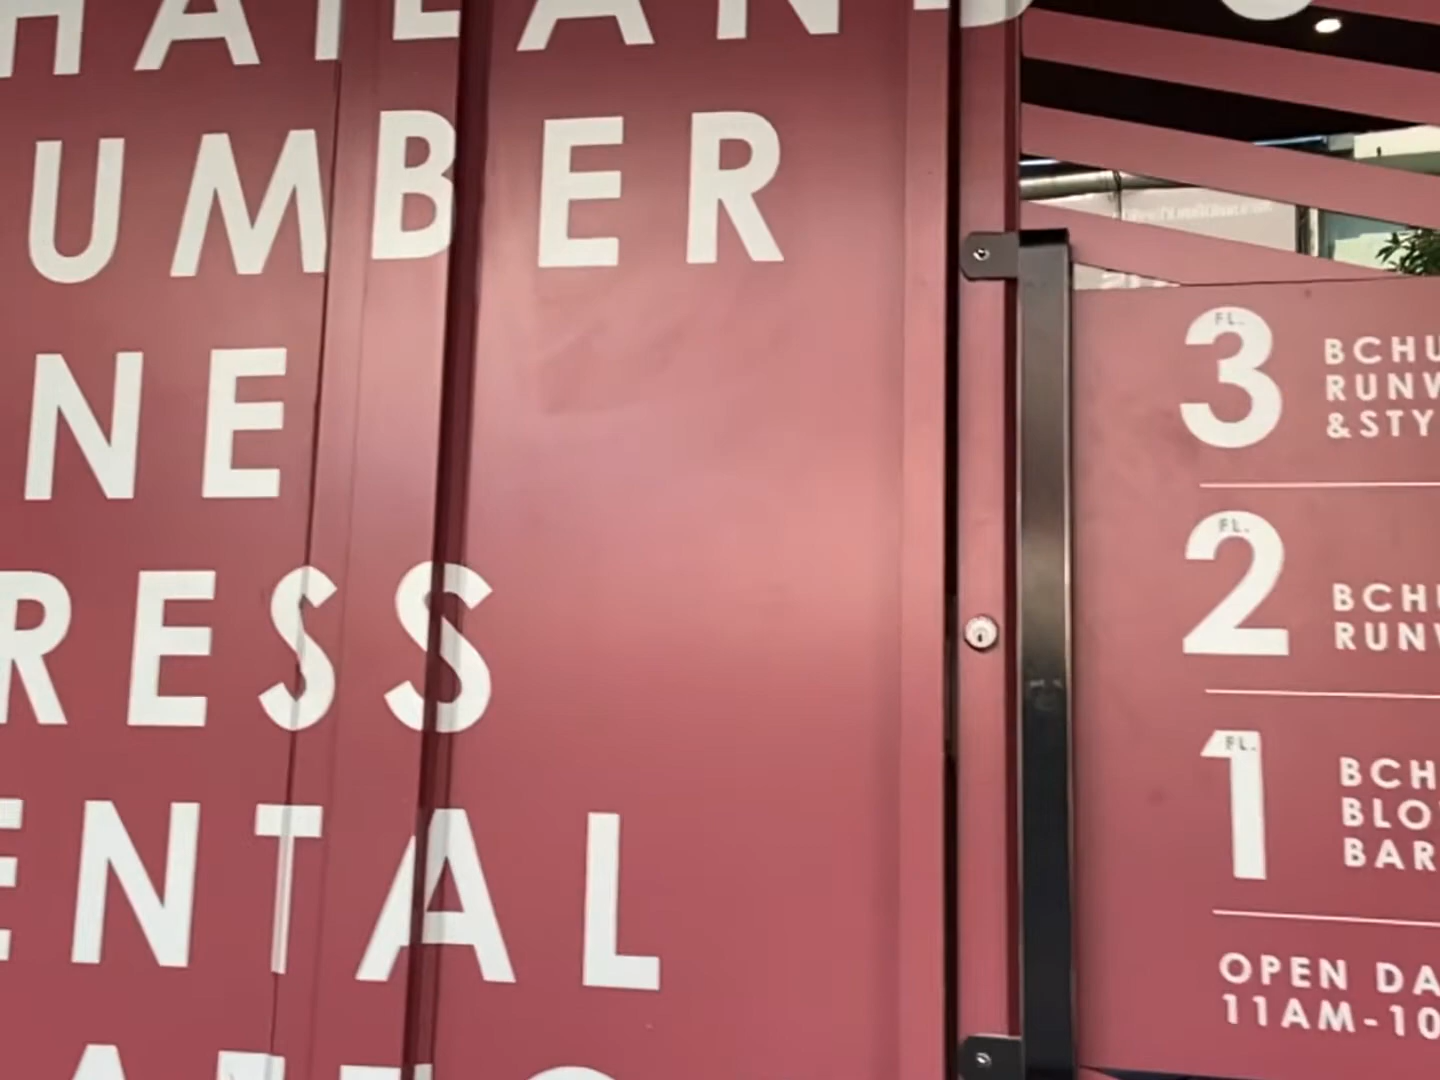 HAILAND
UMBER
NE
RESS
ENTAL
3 FL.
BCHU
RUNW
&STY
2 FL.
BCHU
RUNW
1 FL.
BCH
BLO
BAR
OPEN DA
11AM-10